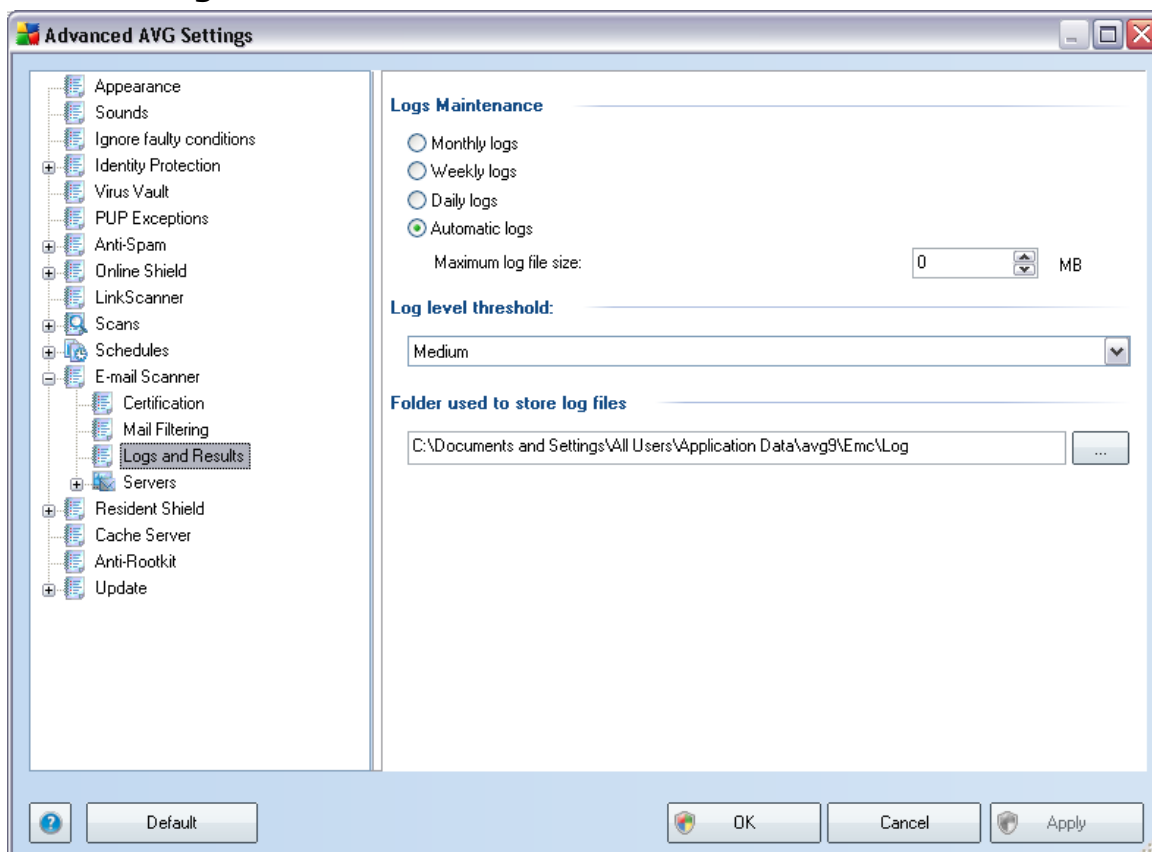 Advanced AVG Settings
Appearance
Sounds
Ignore faulty conditions
Identity Protection
Virus Vault
PUP Exceptions
Anti-Spam
Online Shield
LinkScanner
Scans
Schedules
E-mail Scanner
Certification
Mail Filtering
Logs and Results
Servers
Resident Shield
Cache Server
Anti-Rootkit
Update
Logs Maintenance
Monthly logs
Weekly logs
Daily logs
Automatic logs
Maximum log file size: 0 MB
Log level threshold:
Medium
Folder used to store log files
C:\Documents and Settings\All Users\Application Data\avg9\Emc\Log ...
Default OK Cancel Apply